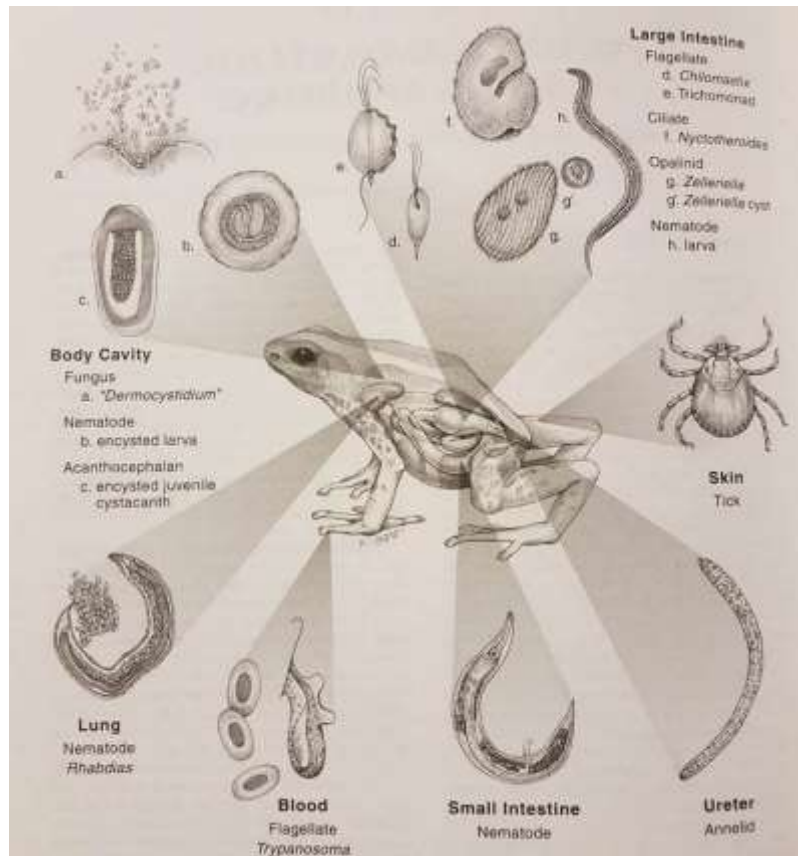 Large Intestine
Flagellate
d. Chilomastix
e. Trichomonad
Ciliate
f. Nyctotheroides
Opalinid
g. Zelleriella
g' Zelleriella cyst
Nematode
h. larva
a.
b.
c.
e.
d.
f.
g'
g.
h.
Body Cavity
Fungus
a. "Dermocystidium"
Nematode
b. encysted larva
Acanthocephalan
c. encysted juvenile
cystacanth
Skin
Tick
Lung
Nematode
Rhabdias
Blood
Flagellate
Trypanosoma
Small Intestine
Nematode
Ureter
Annelid